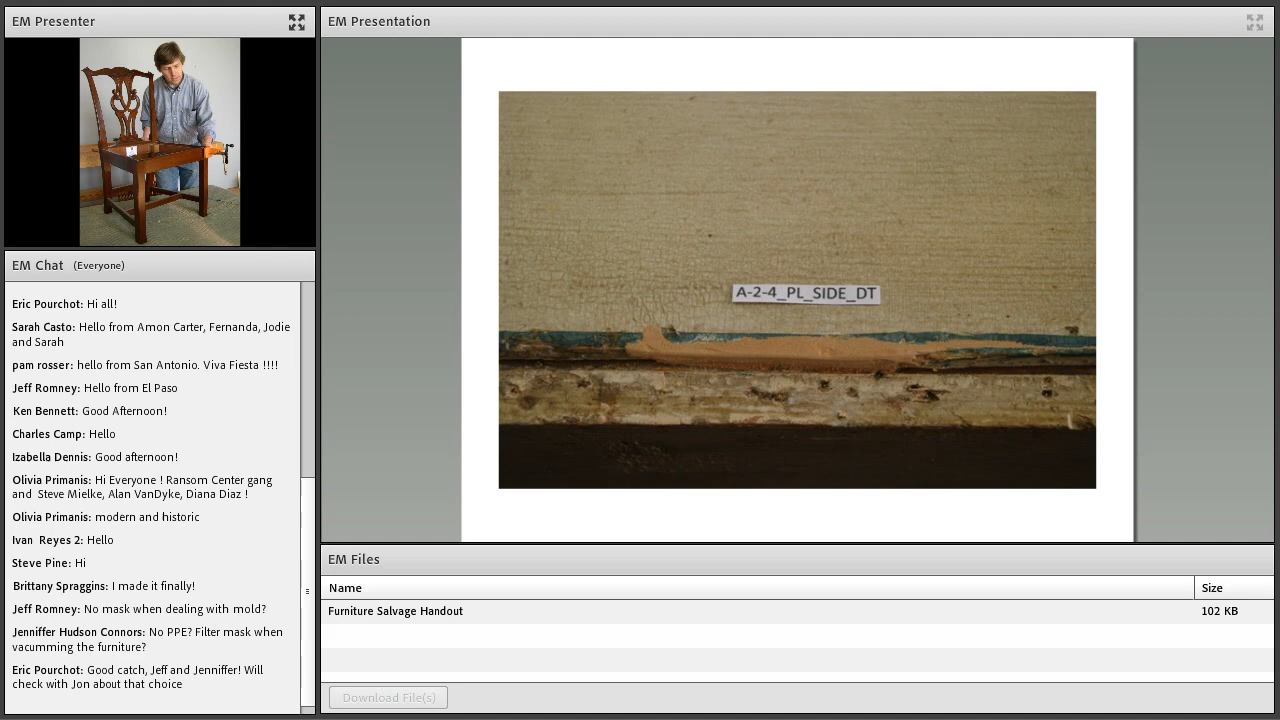 EM Presenter
EM Chat (Everyone)
Eric Pourchot: Hi all!
Sarah Casto: Hello from Amon Carter, Fernanda, Jodie
and Sarah
pam rosser: hello from San Antonio. Viva Fiesta !!!!
Jeff Romney: Hello from El Paso
Ken Bennett: Good Afternoon!
Charles Camp: Hello
Izabella Dennis: Good afternoon!
Olivia Primanis: Hi Everyone ! Ransom Center gang
and Steve Mielke, Alan VanDyke, Diana Diaz !
Olivia Primanis: modern and historic
Ivan Reyes 2: Hello
Steve Pine: Hi
Brittany Spraggins: I made it finally!
Jeff Romney: No mask when dealing with mold?
Jenniffer Hudson Connors: No PPE? Filter mask when
vacumming the furniture?
Eric Pourchot: Good catch, Jeff and Jenniffer! Will
check with Jon about that choice
EM Presentation
A-2-4_PL_SIDE_DT
EM Files
Name Size
Furniture Salvage Handout 102 KB
Download File(s)